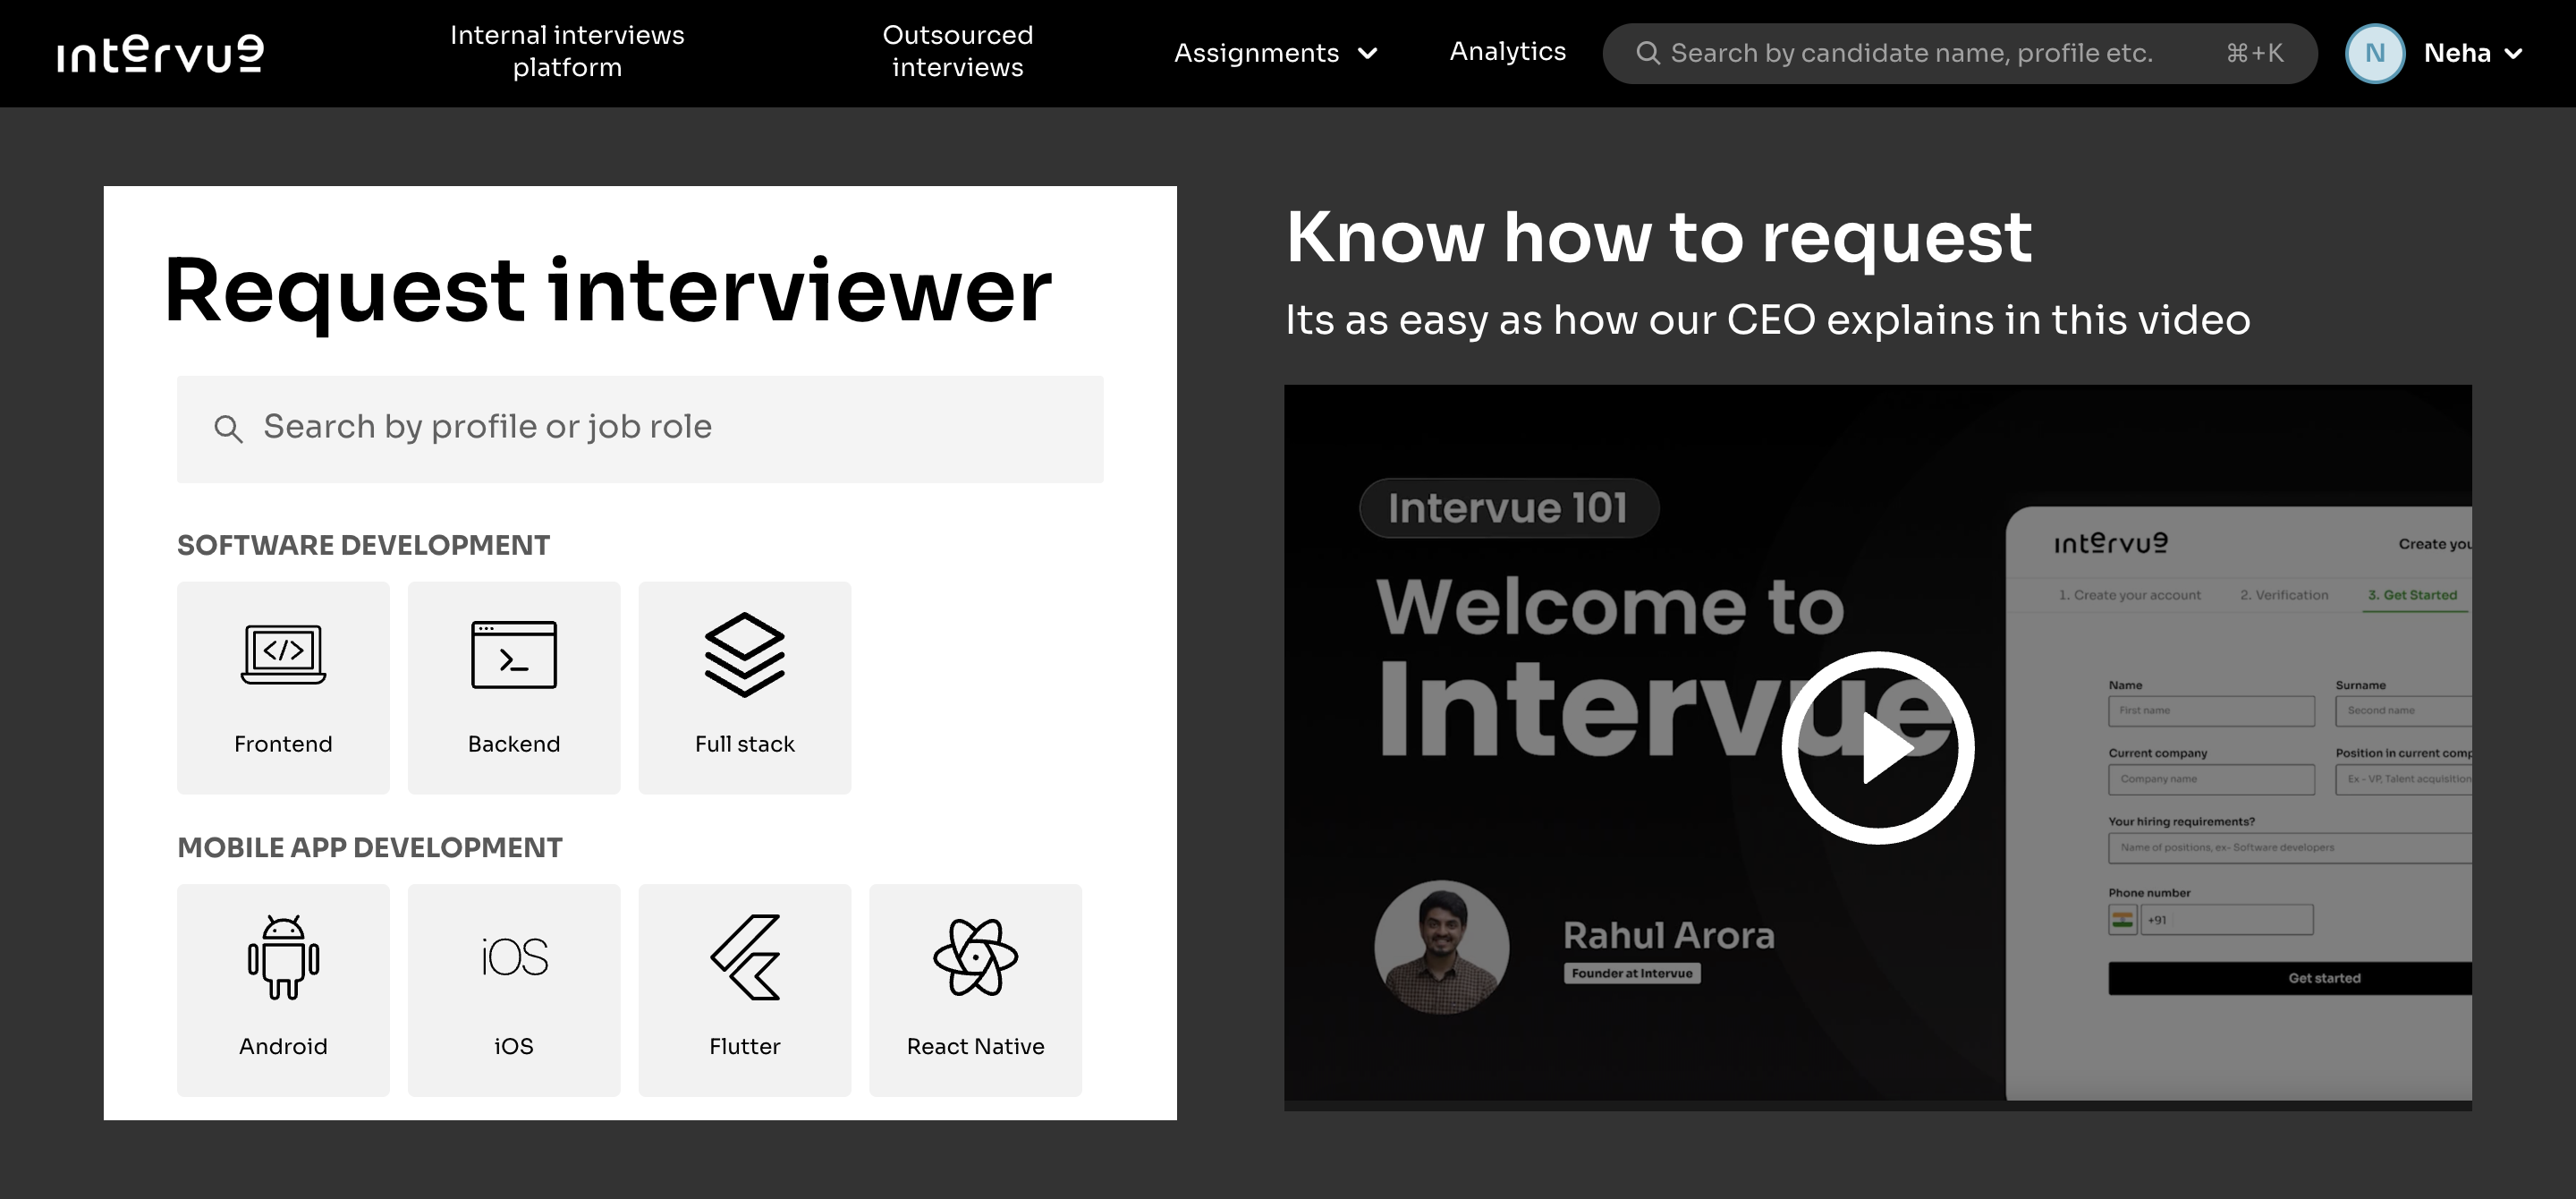 intervue
Internal interviews
platform
Outsourced
interviews
Assignments
Analytics
Search by candidate name, profile etc.
⌘+K
N
Neha
Request interviewer
Search by profile or job role
SOFTWARE DEVELOPMENT
</>
>_
Frontend
Backend
Full stack
MOBILE APP DEVELOPMENT
iOS
Android
iOS
Flutter
React Native
Know how to request
Its as easy as how our CEO explains in this video
Intervue 101
Welcome to
Intervue
Rahul Arora
Founder at Intervue
intervue
Create you
1. Create your account
2. Verification
3. Get Started
Name
Surname
First name
Second name
Current company
Position in current comp
Company name
Ex - VP, Talent acquisition
Your hiring requirements?
Name of positions, ex- Software developers
Phone number
+91
Get started